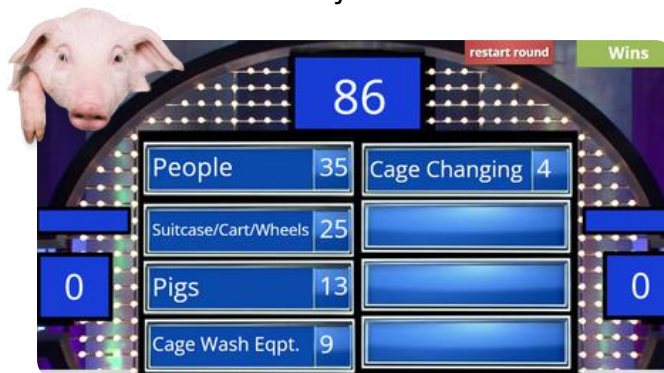 restart round
Wins
86
People 35
Cage Changing 4
Suitcase/Cart/Wheels 25
0
Pigs 13
0
Cage Wash Eqpt. 9